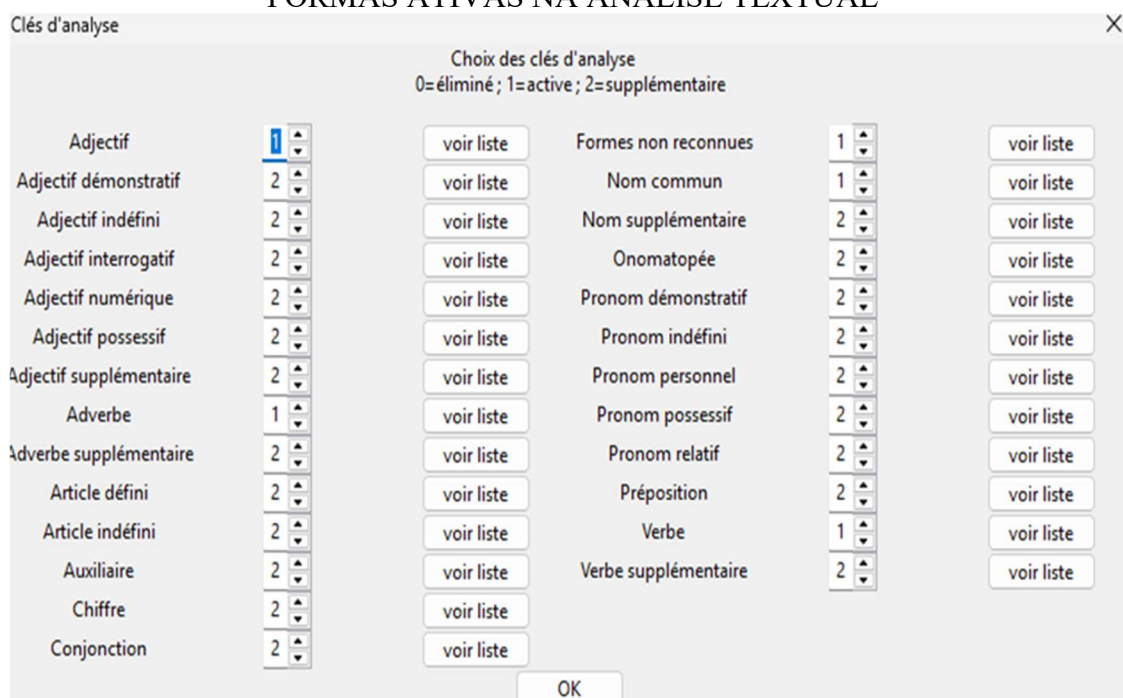 FORMAS ATIVAS NA ANÁLISE TEXTUAL
Clés d'analyse X
Choix des clés d'analyse
0=éliminé ; 1=active ; 2=supplémentaire
Adjectif 1 voir liste Formes non reconnues 1 voir liste
Adjectif démonstratif 2 voir liste Nom commun 1 voir liste
Adjectif indéfini 2 voir liste Nom supplémentaire 2 voir liste
Adjectif interrogatif 2 voir liste Onomatopée 2 voir liste
Adjectif numérique 2 voir liste Pronom démonstratif 2 voir liste
Adjectif possessif 2 voir liste Pronom indéfini 2 voir liste
Adjectif supplémentaire 2 voir liste Pronom personnel 2 voir liste
Adverbe 1 voir liste Pronom possessif 2 voir liste
Adverbe supplémentaire 2 voir liste Pronom relatif 2 voir liste
Article défini 2 voir liste Préposition 2 voir liste
Article indéfini 2 voir liste Verbe 1 voir liste
Auxiliaire 2 voir liste Verbe supplémentaire 2 voir liste
Chiffre 2 voir liste
Conjonction 2 voir liste
OK